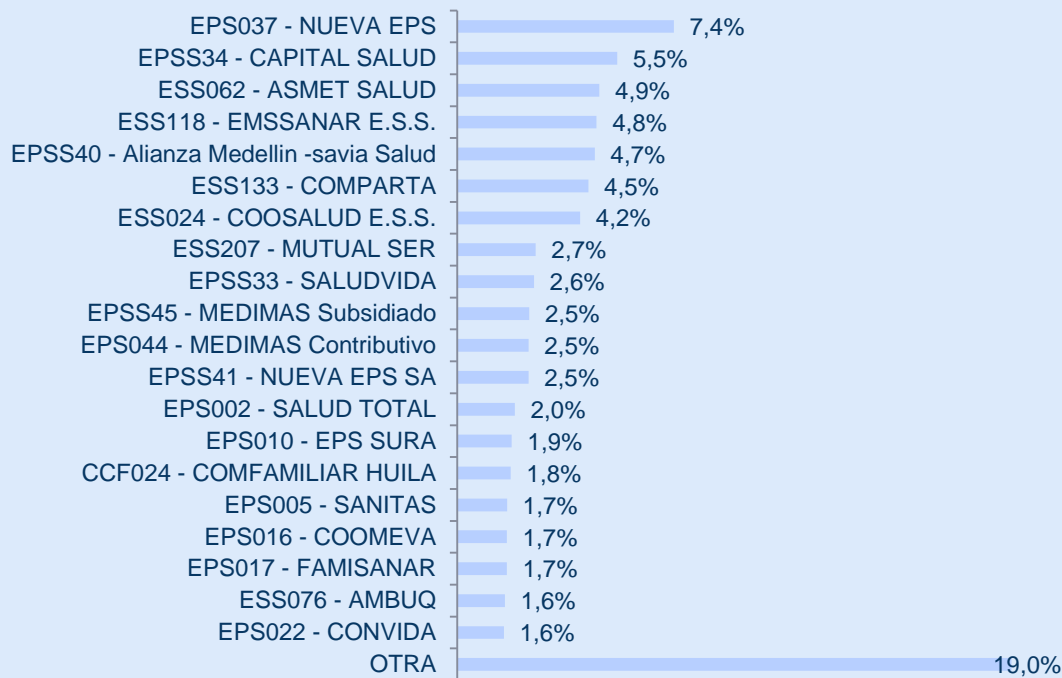 EPS037 - NUEVA EPS 7,4%
EPSS34 - CAPITAL SALUD 5,5%
ESS062 - ASMET SALUD 4,9%
ESS118 - EMSSANAR E.S.S. 4,8%
EPSS40 - Alianza Medellin -savia Salud 4,7%
ESS133 - COMPARTA 4,5%
ESS024 - COOSALUD E.S.S. 4,2%
ESS207 - MUTUAL SER 2,7%
EPSS33 - SALUDVIDA 2,6%
EPSS45 - MEDIMAS Subsidiado 2,5%
EPS044 - MEDIMAS Contributivo 2,5%
EPSS41 - NUEVA EPS SA 2,5%
EPS002 - SALUD TOTAL 2,0%
EPS010 - EPS SURA 1,9%
CCF024 - COMFAMILIAR HUILA 1,8%
EPS005 - SANITAS 1,7%
EPS016 - COOMEVA 1,7%
EPS017 - FAMISANAR 1,7%
ESS076 - AMBUQ 1,6%
EPS022 - CONVIDA 1,6%
OTRA 19,0%